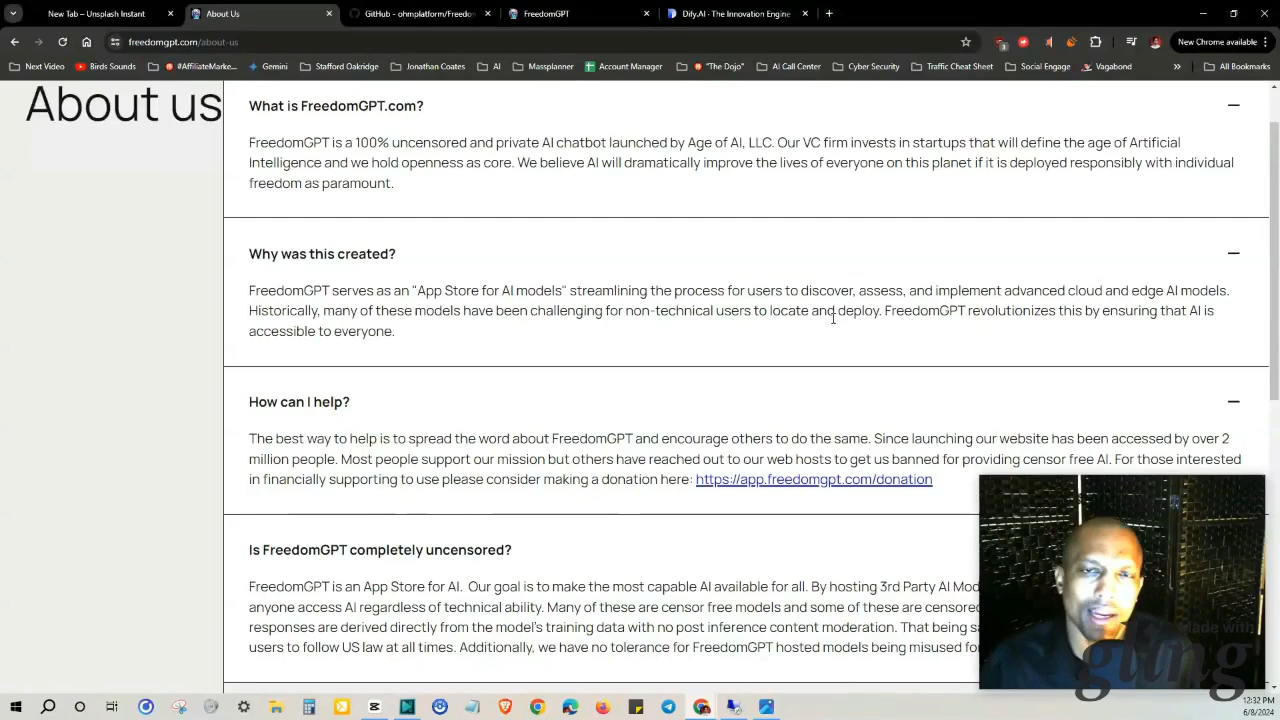 New Tab – Unsplash Instant
About Us
GitHub - ohmplatform/Freedo
FreedomGPT
Dify.AI · The Innovation Engine
freedomgpt.com/about-us
New Chrome available
Next Video
Birds Sounds
#AffiliateMarke
Gemini
Stafford Oakridge
Jonathan Coates
AI
Massplanner
Account Manager
"The Dojo"
AI Call Center
Cyber Security
Traffic Cheat Sheet
Social Engage
Vagabond
All Bookmarks
About us
What is FreedomGPT.com?
FreedomGPT is a 100% uncensored and private AI chatbot launched by Age of AI, LLC. Our VC firm invests in startups that will define the age of Artificial
Intelligence and we hold openness as core. We believe AI will dramatically improve the lives of everyone on this planet if it is deployed responsibly with individual
freedom as paramount.
Why was this created?
FreedomGPT serves as an "App Store for AI models" streamlining the process for users to discover, assess, and implement advanced cloud and edge AI models.
Historically, many of these models have been challenging for non-technical users to locate and deploy. FreedomGPT revolutionizes this by ensuring that AI is
accessible to everyone.
How can I help?
The best way to help is to spread the word about FreedomGPT and encourage others to do the same. Since launching our website has been accessed by over 2
million people. Most people support our mission but others have reached out to our web hosts to get us banned for providing censor free AI. For those interested
in financially supporting to use please consider making a donation here: https://app.freedomgpt.com/donation
Is FreedomGPT completely uncensored?
FreedomGPT is an App Store for AI. Our goal is to make the most capable AI available for all. By hosting 3rd Party AI Mod
anyone access AI regardless of technical ability. Many of these are censor free models and some of these are censored
responses are derived directly from the model's training data with no post inference content moderation. That being sa
users to follow US law at all times. Additionally, we have no tolerance for FreedomGPT hosted models being misused fo
Made with
gling
12:32 PM
6/8/2024